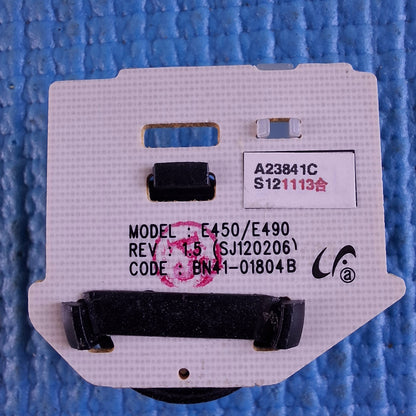 A23841C
S121113合
MODEL : E450/E490
REV : 1.5 (SJ120206)
CODE : BN41-01804B
a